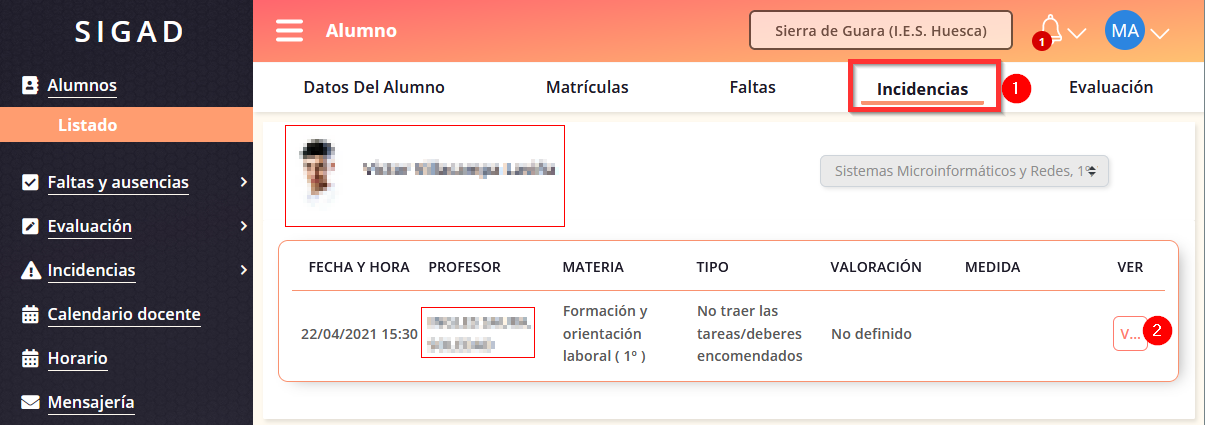 SIGAD
Alumno
Sierra de Guara (I.E.S. Huesca)
1
MA
Alumnos
Listado
Faltas y ausencias
Evaluación
Incidencias
Calendario docente
Horario
Mensajería
Datos Del Alumno
Matrículas
Faltas
Incidencias
1
Evaluación
Sistemas Microinformáticos y Redes, 1º
FECHA Y HORA
PROFESOR
MATERIA
TIPO
VALORACIÓN
MEDIDA
VER
22/04/2021 15:30
Formación y
orientación
laboral ( 1º )
No traer las
tareas/deberes
encomendados
No definido
V...
2